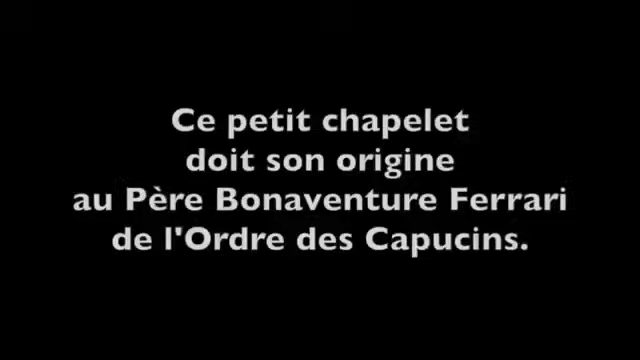 Ce petit chapelet
doit son origine
au Père Bonaventure Ferrari
de l'Ordre des Capucins.